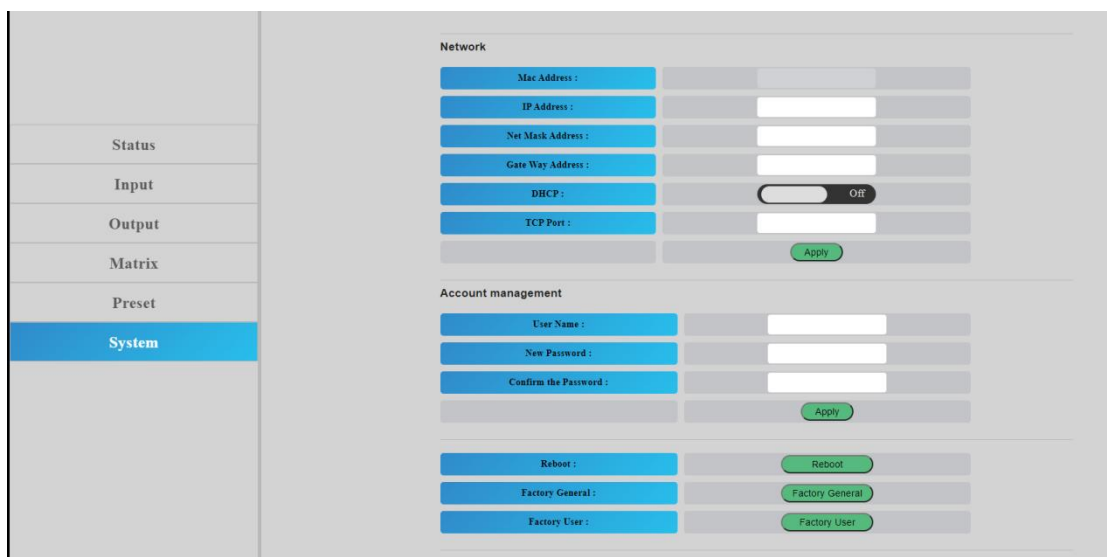 Status
Input
Output
Matrix
Preset
System
Network
Mac Address :
IP Address :
Net Mask Address :
Gate Way Address :
DHCP : Off
TCP Port :
Apply
Account management
User Name :
New Password :
Confirm the Password :
Apply
Reboot : Reboot
Factory General : Factory General
Factory User : Factory User